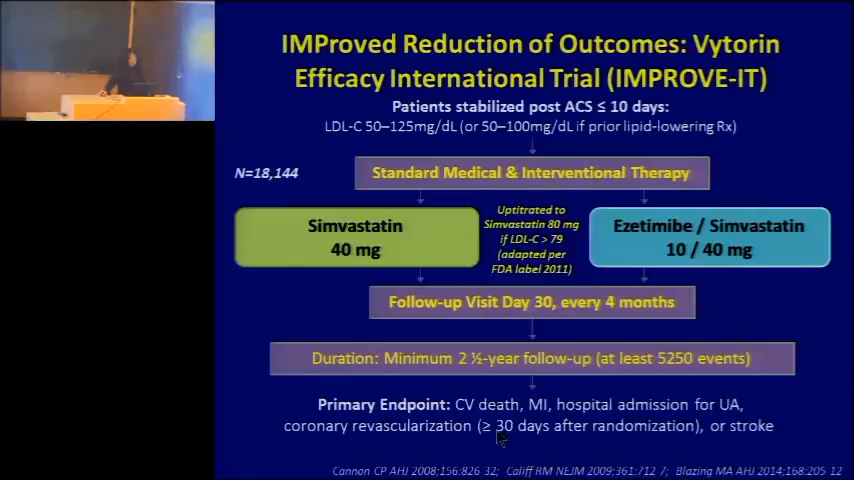 IMProved Reduction of Outcomes: Vytorin
Efficacy International Trial (IMPROVE-IT)
Patients stabilized post ACS ≤ 10 days:
LDL-C 50–125mg/dL (or 50–100mg/dL if prior lipid-lowering Rx)
N=18,144
Standard Medical & Interventional Therapy
Simvastatin
40 mg
Uptitrated to
Simvastatin 80 mg
if LDL-C > 79
(adapted per
FDA label 2011)
Ezetimibe / Simvastatin
10 / 40 mg
Follow-up Visit Day 30, every 4 months
Duration: Minimum 2 ½-year follow-up (at least 5250 events)
Primary Endpoint: CV death, MI, hospital admission for UA,
coronary revascularization (≥ 30 days after randomization), or stroke
Cannon CP AHJ 2008;156:826-32; Califf RM NEJM 2009;361:712-7; Blazing MA AHJ 2014;168:205-12